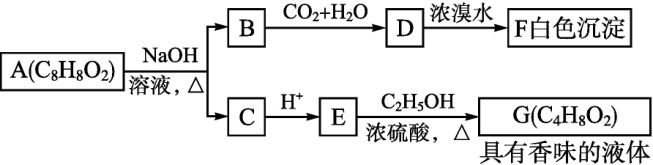 A(C₈H₈O₂)
NaOH
溶液，△
B
CO₂+H₂O
D
浓溴水
F白色沉淀
C
H⁺
E
C₂H₅OH
浓硫酸，△
G(C₄H₈O₂)
具有香味的液体